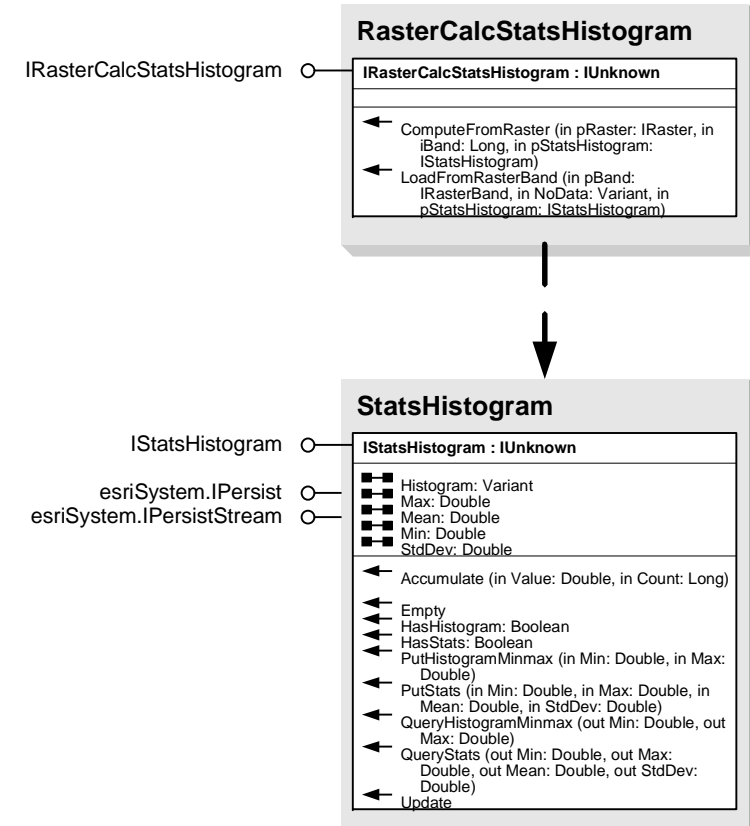 RasterCalcStatsHistogram
IRasterCalcStatsHistogram
IRasterCalcStatsHistogram : IUnknown
ComputeFromRaster (in pRaster: IRaster, in
iBand: Long, in pStatsHistogram:
IStatsHistogram)
LoadFromRasterBand (in pBand:
IRasterBand, in NoData: Variant, in
pStatsHistogram: IStatsHistogram)
StatsHistogram
IStatsHistogram
IStatsHistogram : IUnknown
esriSystem.IPersist
esriSystem.IPersistStream
Histogram: Variant
Max: Double
Mean: Double
Min: Double
StdDev: Double
Accumulate (in Value: Double, in Count: Long)
Empty
HasHistogram: Boolean
HasStats: Boolean
PutHistogramMinmax (in Min: Double, in Max:
Double)
PutStats (in Min: Double, in Max: Double, in
Mean: Double, in StdDev: Double)
QueryHistogramMinmax (out Min: Double, out
Max: Double)
QueryStats (out Min: Double, out Max:
Double, out Mean: Double, out StdDev:
Double)
Update